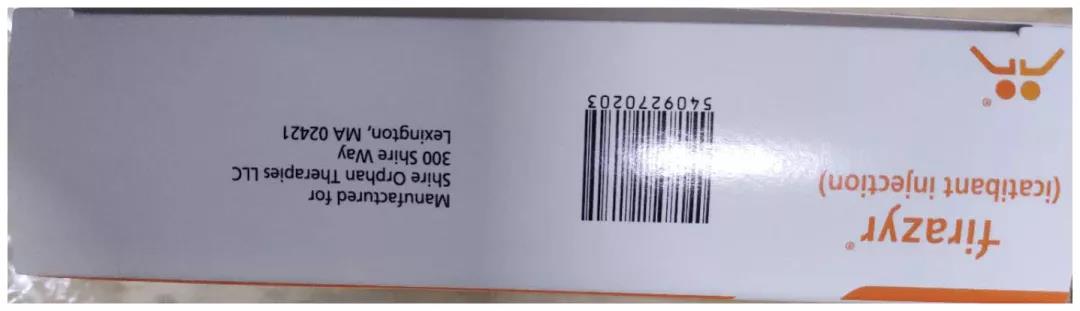 firazyr®
(icatibant injection)
®
5409270203
Manufactured for
Shire Orphan Therapies LLC
300 Shire Way
Lexington, MA 02421